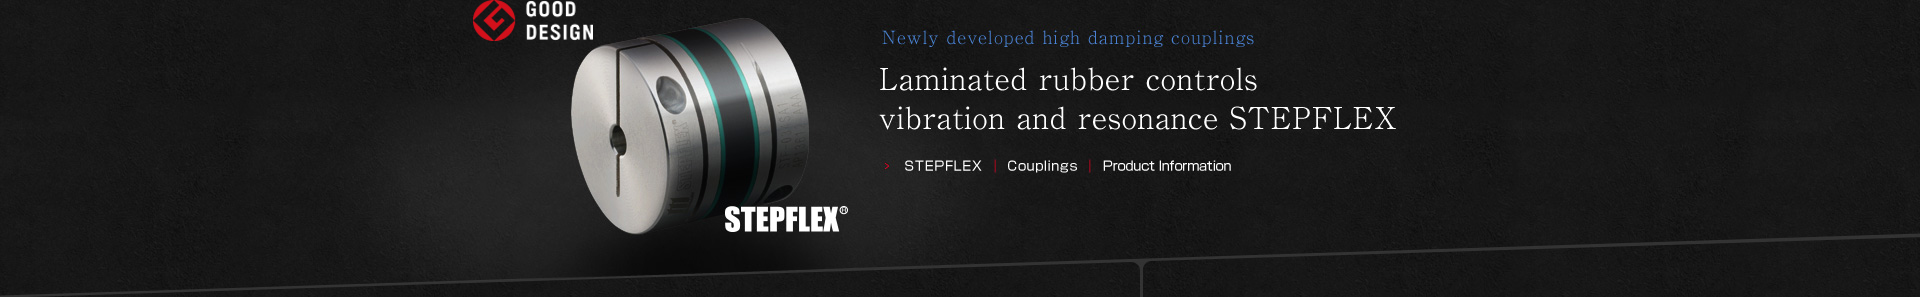 GOOD
DESIGN
Newly developed high damping couplings
Laminated rubber controls
vibration and resonance STEPFLEX
› STEPFLEX | Couplings | Product Information
STEPFLEX®